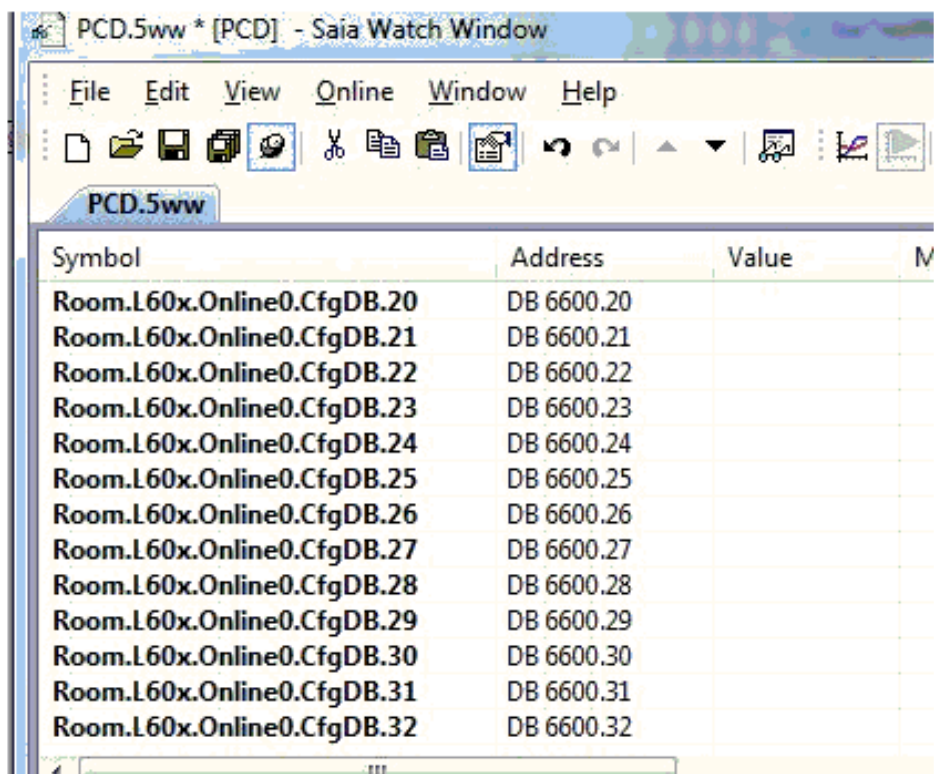 PCD.5ww * [PCD] - Saia Watch Window
File Edit View Online Window Help
PCD.5ww
Symbol Address Value M
Room.L60x.Online0.CfgDB.20 DB 6600.20
Room.L60x.Online0.CfgDB.21 DB 6600.21
Room.L60x.Online0.CfgDB.22 DB 6600.22
Room.L60x.Online0.CfgDB.23 DB 6600.23
Room.L60x.Online0.CfgDB.24 DB 6600.24
Room.L60x.Online0.CfgDB.25 DB 6600.25
Room.L60x.Online0.CfgDB.26 DB 6600.26
Room.L60x.Online0.CfgDB.27 DB 6600.27
Room.L60x.Online0.CfgDB.28 DB 6600.28
Room.L60x.Online0.CfgDB.29 DB 6600.29
Room.L60x.Online0.CfgDB.30 DB 6600.30
Room.L60x.Online0.CfgDB.31 DB 6600.31
Room.L60x.Online0.CfgDB.32 DB 6600.32